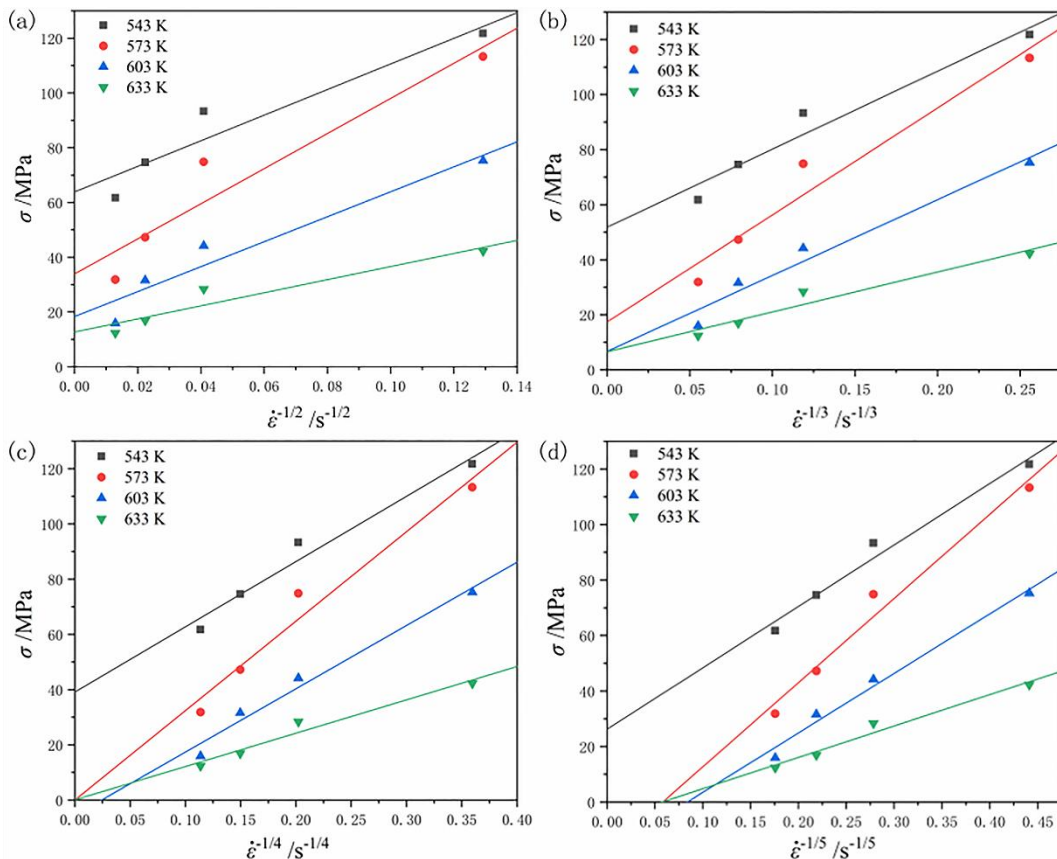 (a)
543 K
573 K
603 K
633 K
σ /MPa
120
100
80
60
40
20
0
0.00 0.02 0.04 0.06 0.08 0.10 0.12 0.14
ε̇⁻¹/² /s⁻¹/²
(b)
543 K
573 K
603 K
633 K
σ /MPa
120
100
80
60
40
20
0
0.00 0.05 0.10 0.15 0.20 0.25
ε̇⁻¹/³ /s⁻¹/³
(c)
543 K
573 K
603 K
633 K
σ /MPa
120
100
80
60
40
20
0
0.00 0.05 0.10 0.15 0.20 0.25 0.30 0.35 0.40
ε̇⁻¹/⁴ /s⁻¹/⁴
(d)
543 K
573 K
603 K
633 K
σ /MPa
120
100
80
60
40
20
0
0.00 0.05 0.10 0.15 0.20 0.25 0.30 0.35 0.40 0.45
ε̇⁻¹/⁵ /s⁻¹/⁵